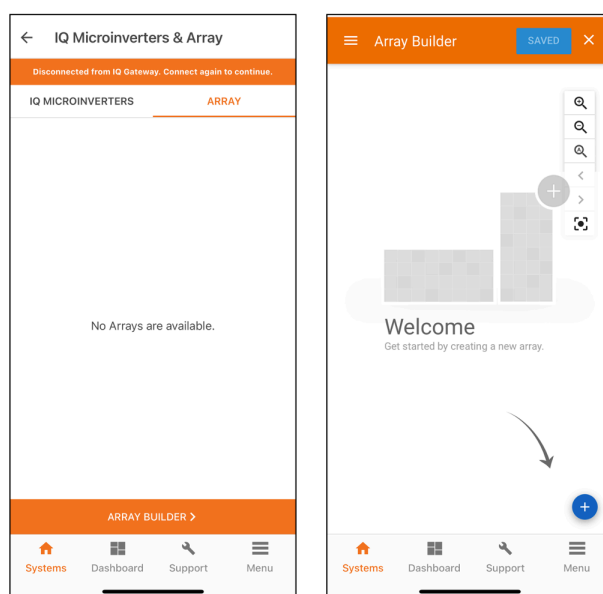 IQ Microinverters & Array
Disconnected from IQ Gateway. Connect again to continue.
IQ MICROINVERTERS
ARRAY
No Arrays are available.
ARRAY BUILDER >
Systems
Dashboard
Support
Menu
Array Builder
SAVED
Welcome
Get started by creating a new array.
Systems
Dashboard
Support
Menu